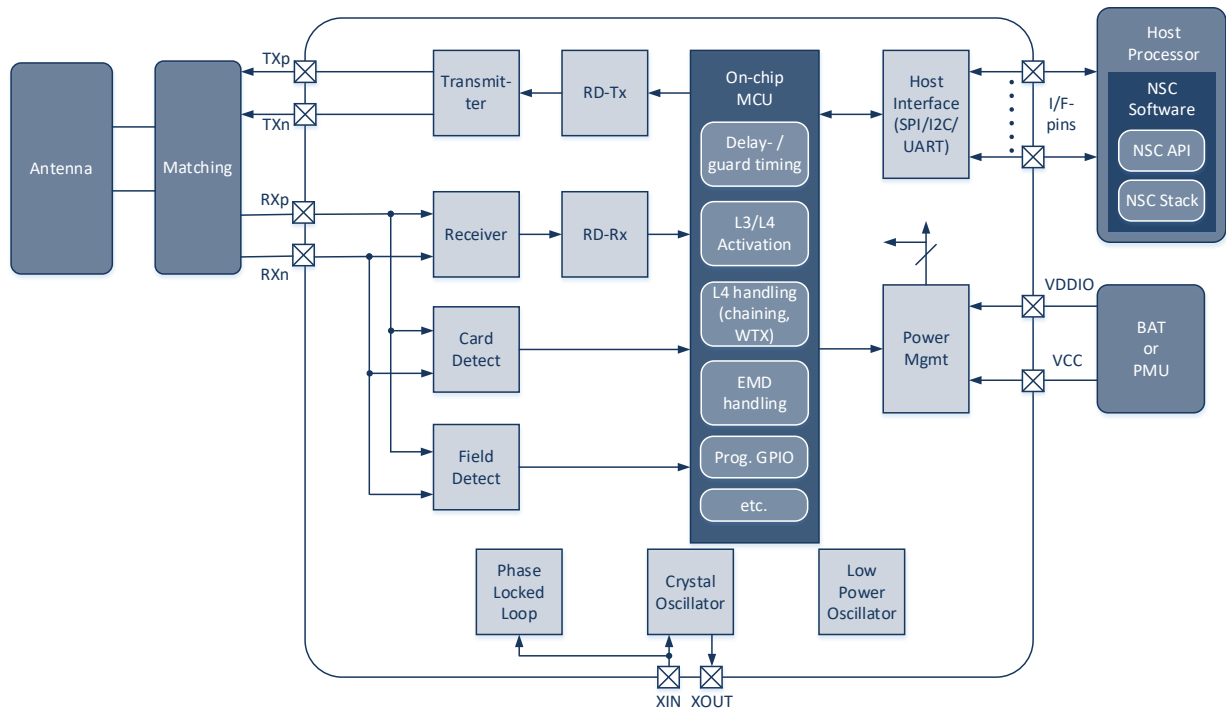 Antenna
Matching
TXp
TXn
RXp
RXn
Transmit-
ter
RD-Tx
Receiver
RD-Rx
Card
Detect
Field
Detect
On-chip
MCU
Delay- /
guard timing
L3/L4
Activation
L4 handling
(chaining,
WTX)
EMD
handling
Prog. GPIO
etc.
Host
Interface
(SPI/I2C/
UART)
I/F-
pins
Host
Processor
NSC
Software
NSC API
NSC Stack
Power
Mgmt
VDDIO
VCC
BAT
or
PMU
Phase
Locked
Loop
Crystal
Oscillator
Low
Power
Oscillator
XIN
XOUT